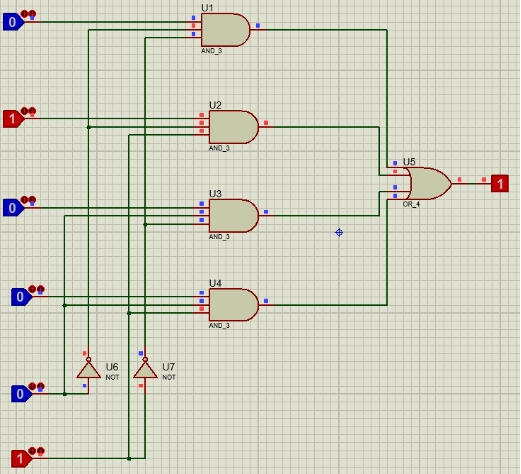 U1
0
AND_3
U2
1
AND_3
U5
1
OR_4
U3
0
AND_3
U4
0
AND_3
U6
NOT
U7
NOT
0
1